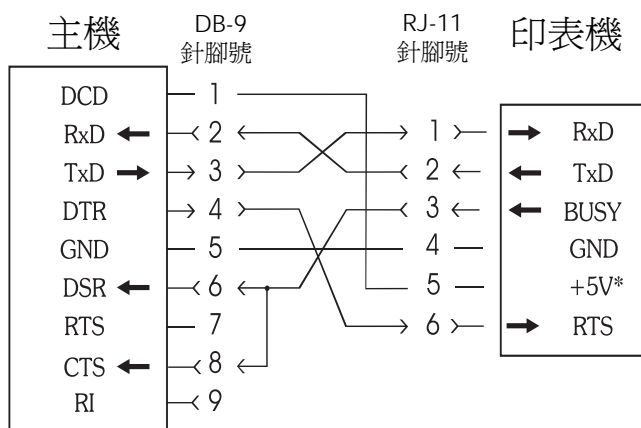 主機 DB-9 RJ-11 印表機
針腳號 針腳號
DCD 1
RxD 2 1 RxD
TxD 3 2 TxD
DTR 4 3 BUSY
GND 5 4 GND
DSR 6 5 +5V*
RTS 7 6 RTS
CTS 8
RI 9